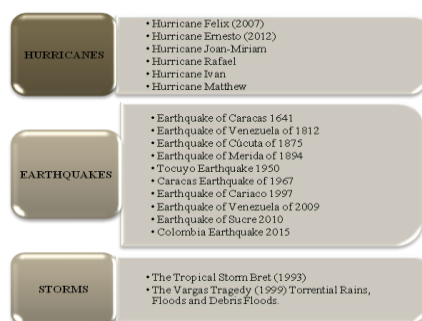 HURRICANES
• Hurricane Felix (2007)
• Hurricane Ernesto (2012)
• Hurricane Joan-Miriam
• Hurricane Rafael
• Hurricane Ivan
• Hurricane Matthew
EARTHQUAKES
• Earthquake of Caracas 1641
• Earthquake of Venezuela of 1812
• Earthquake of Cúcuta of 1875
• Earthquake of Merida of 1894
• Tocuyo Earthquake 1950
• Caracas Earthquake of 1967
• Earthquake of Cariaco 1997
• Earthquake of Venezuela of 2009
• Earthquake of Sucre 2010
• Colombia Earthquake 2015
STORMS
• The Tropical Storm Bret (1993)
• The Vargas Tragedy (1999) Torrential Rains,
Floods and Debris Floods.